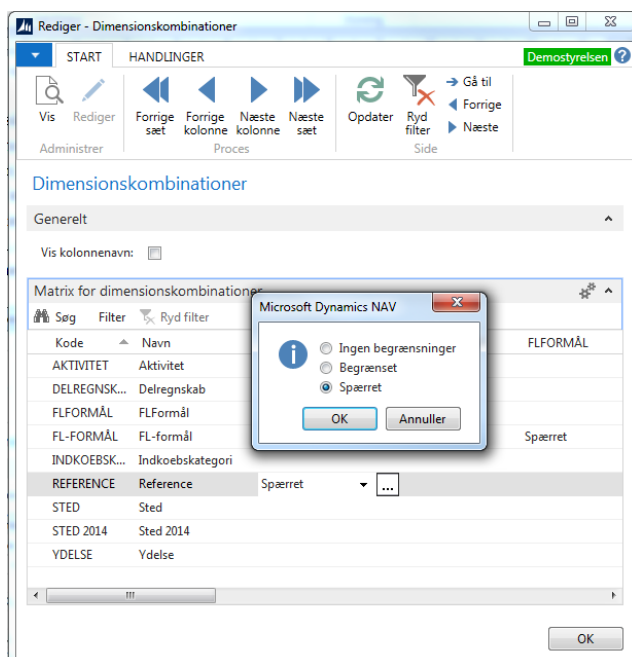 Rediger - Dimensionskombinationer
START HANDLINGER Demostyrelsen ?
Vis Rediger Forrige sæt Forrige kolonne Næste kolonne Næste sæt Opdater Ryd filter
Gå til
Forrige
Næste
Administrer Proces Side
Dimensionskombinationer
Generelt
Vis kolonnenavn:
Matrix for dimensionskombinationer
Søg Filter Ryd filter
Kode Navn FLFORMÅL
AKTIVITET Aktivitet
DELREGNSK... Delregnskab
FLFORMÅL FLFormål
FL-FORMÅL FL-formål Spærret
INDKOEBSK... Indkoebskategori
REFERENCE Reference Spærret ...
STED Sted
STED 2014 Sted 2014
YDELSE Ydelse
OK
Microsoft Dynamics NAV
Ingen begrænsninger
Begrænset
Spærret
OK Annuller